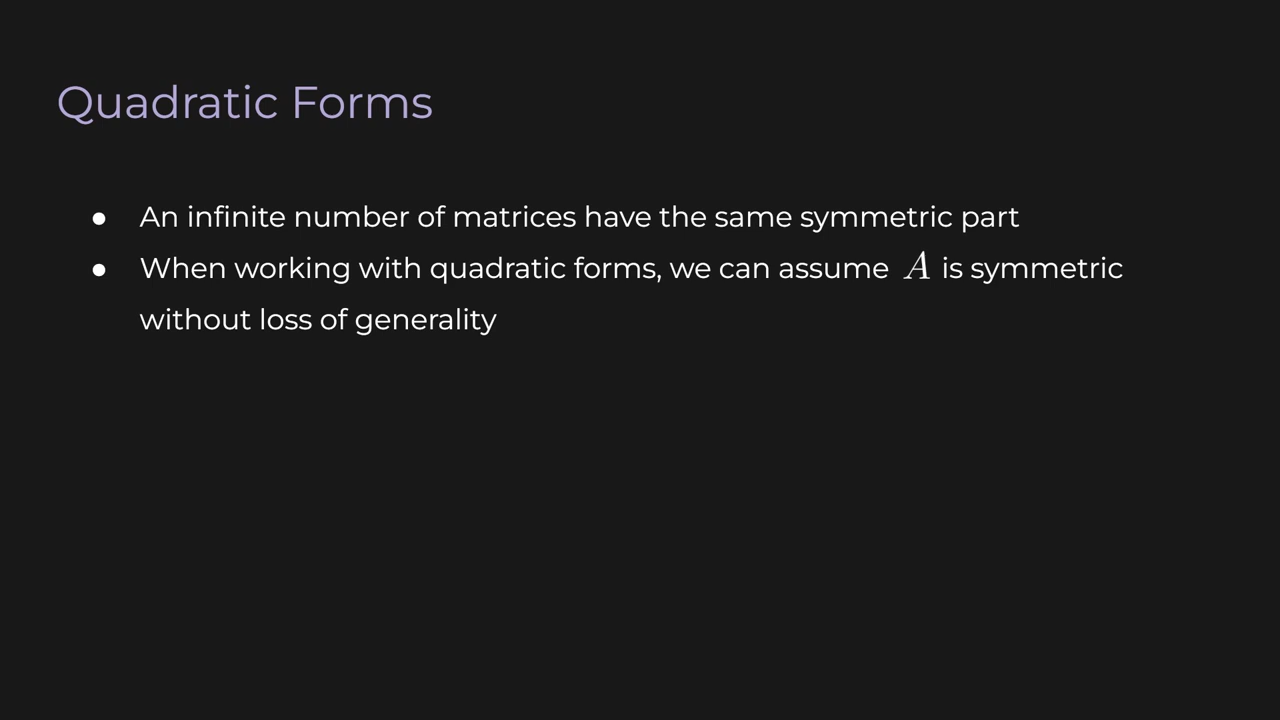 Quadratic Forms
● An infinite number of matrices have the same symmetric part
● When working with quadratic forms, we can assume A is symmetric
without loss of generality